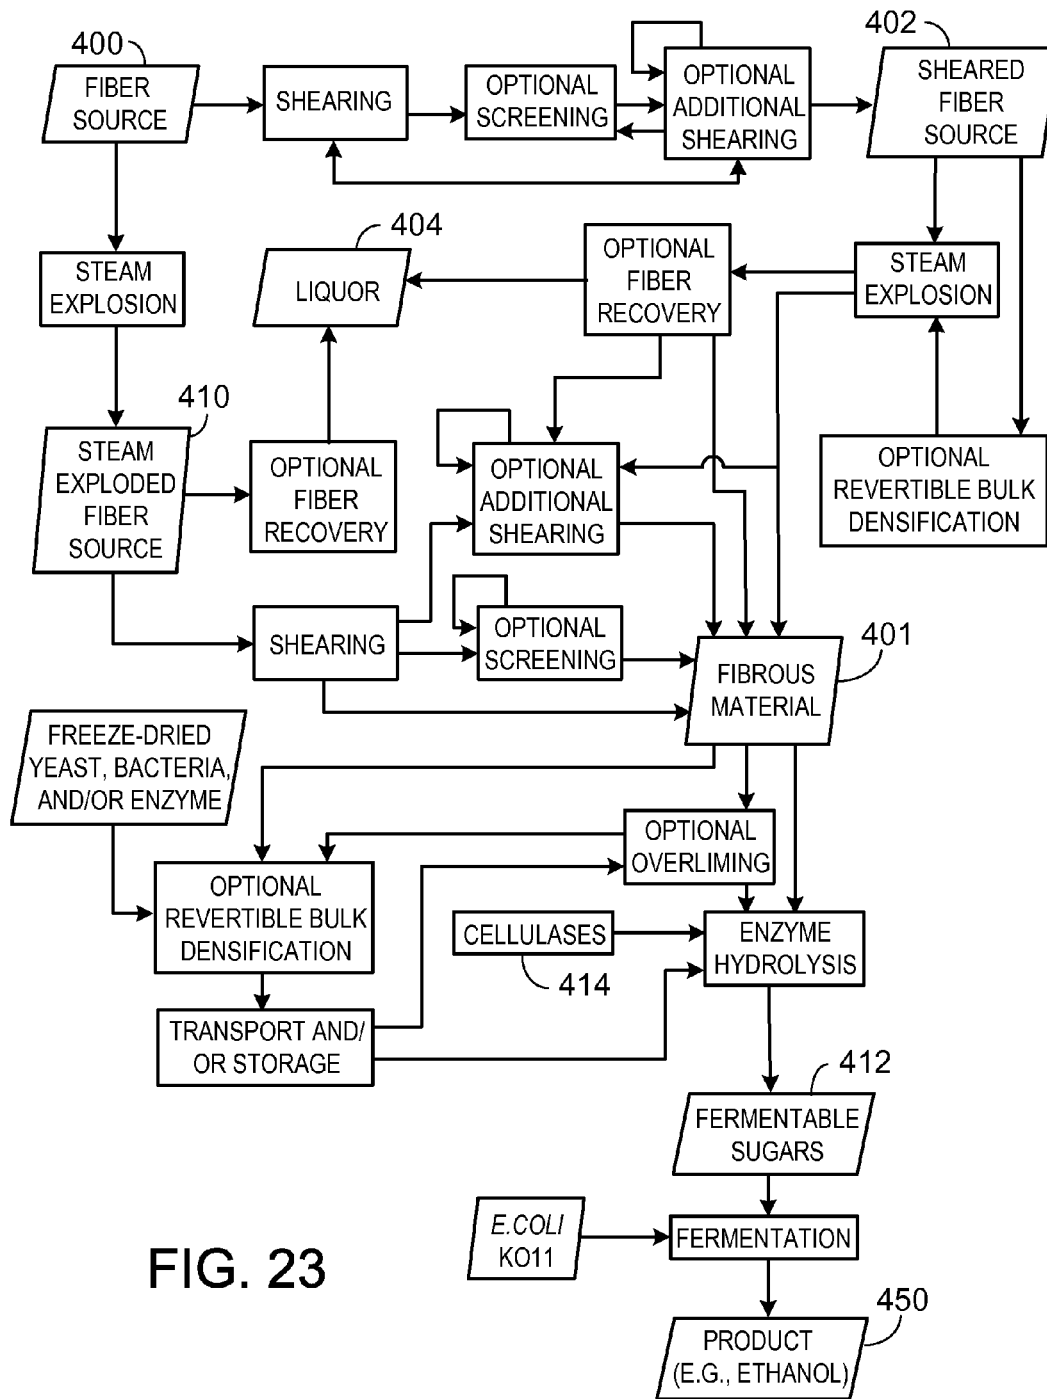 400
FIBER
SOURCE
SHEARING
OPTIONAL
SCREENING
OPTIONAL
ADDITIONAL
SHEARING
402
SHEARED
FIBER
SOURCE
STEAM
EXPLOSION
404
LIQUOR
OPTIONAL
FIBER
RECOVERY
STEAM
EXPLOSION
410
STEAM
EXPLODED
FIBER
SOURCE
OPTIONAL
FIBER
RECOVERY
OPTIONAL
ADDITIONAL
SHEARING
OPTIONAL
REVERTIBLE BULK
DENSIFICATION
SHEARING
OPTIONAL
SCREENING
401
FIBROUS
MATERIAL
FREEZE-DRIED
YEAST, BACTERIA,
AND/OR ENZYME
OPTIONAL
OVERLIMING
OPTIONAL
REVERTIBLE BULK
DENSIFICATION
CELLULASES
414
ENZYME
HYDROLYSIS
TRANSPORT AND/
OR STORAGE
412
FERMENTABLE
SUGARS
E.COLI
KO11
FERMENTATION
FIG. 23
450
PRODUCT
(E.G., ETHANOL)